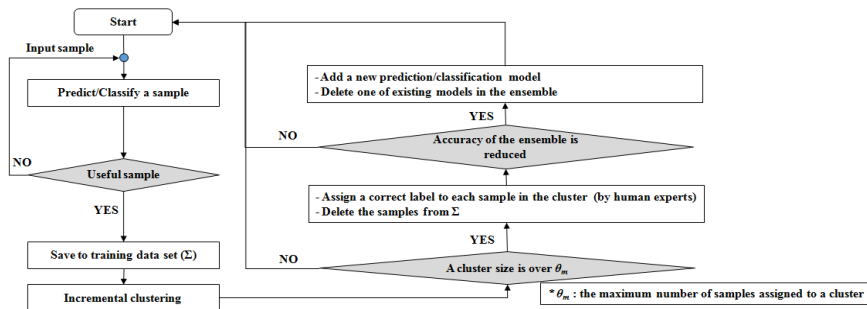 Start
Input sample
Predict/Classify a sample
NO
Useful sample
YES
Save to training data set (Σ)
Incremental clustering
- Add a new prediction/classification model
- Delete one of existing models in the ensemble
YES
NO
Accuracy of the ensemble is
reduced
- Assign a correct label to each sample in the cluster (by human experts)
- Delete the samples from Σ
YES
NO
A cluster size is over θm
* θm : the maximum number of samples assigned to a cluster